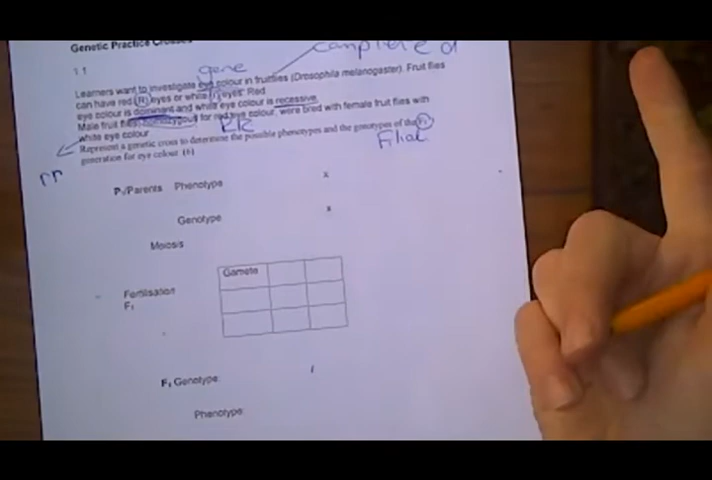 Genetic Practice Crosses
complete d
1.1
gene
Learners want to investigate eye colour in fruitflies (Drosophila melanogaster). Fruit flies
can have red (R) eyes or white (r) eyes. Red
eye colour is dominant and white eye colour is recessive.
Male fruit flies, homozygous for red eye colour, were bred with female fruit flies with
white eye colour
RR
Represent a genetic cross to determine the possible phenotypes and the genotypes of the F₁
generation for eye colour. (6)
Filial
rr
P₁/Parents Phenotype x
Genotype x
Meiosis
Gamete
Fertilisation
F₁
F₁ Genotype:
Phenotype: